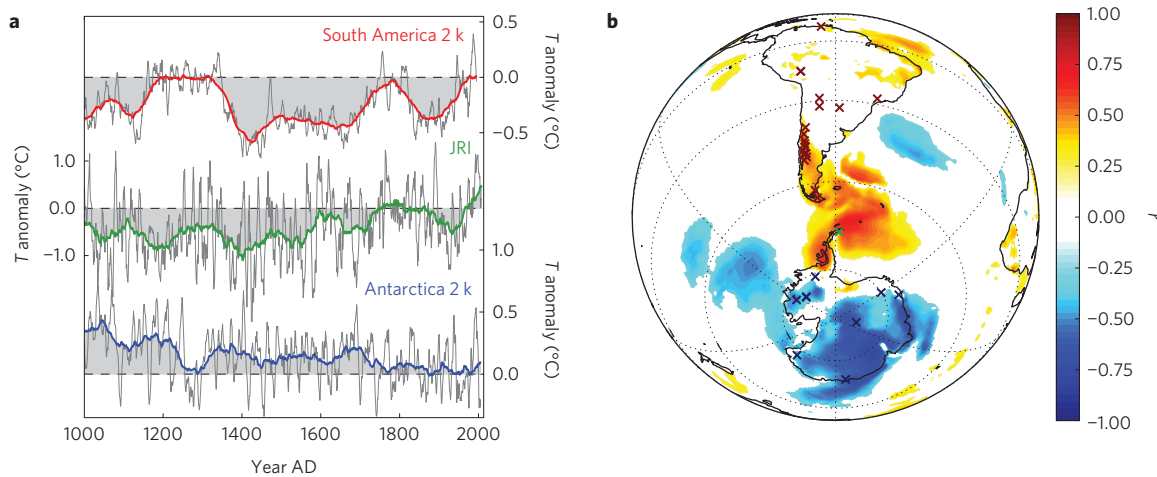 a
South America 2 k
0.5
0.0
−0.5
T anomaly (°C)
JRI
1.0
0.0
−1.0
T anomaly (°C)
Antarctica 2 k
1.0
0.5
0.0
T anomaly (°C)
1000 1200 1400 1600 1800 2000
Year AD
b
1.00
0.75
0.50
0.25
0.00
−0.25
−0.50
−0.75
−1.00
r